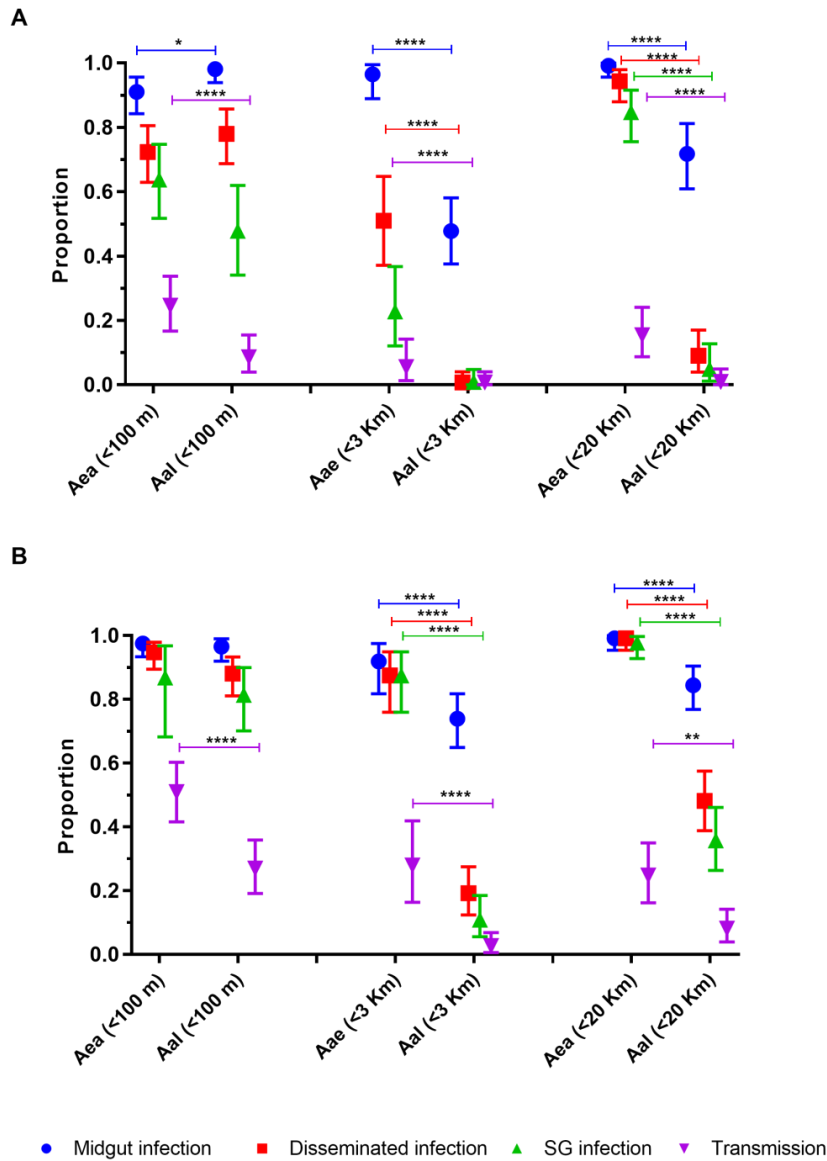 A
* **** ****
**** ****
**** **** ****
****
1.0
0.8
0.6
0.4
0.2
0.0
Proportion
Aea (<100 m) Aal (<100 m) Aae (<3 Km) Aal (<3 Km) Aea (<20 Km) Aal (<20 Km)
B
**** ****
**** ****
**** ****
**** **** **
1.0
0.8
0.6
0.4
0.2
0.0
Proportion
Aea (<100 m) Aal (<100 m) Aae (<3 Km) Aal (<3 Km) Aea (<20 Km) Aal (<20 Km)
Midgut infection Disseminated infection SG infection Transmission